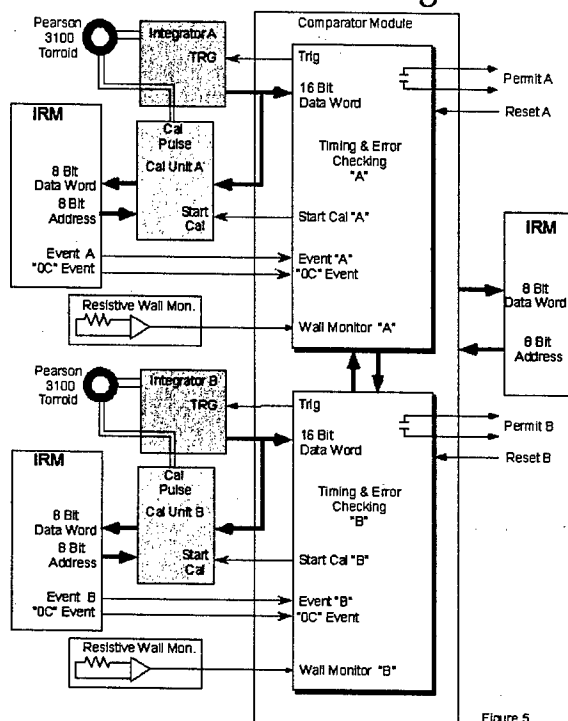 Comparator Module
Pearson
3100
Torroid
Integrator A
TRG
Trig
16 Bit
Data Word
Permit A
Reset A
IRM
8 Bit
Data Word
8 Bit
Address
Event A
"0C" Event
Cal
Pulse
Cal Unit A
Start
Cal
Timing & Error
Checking
"A"
Start Cal "A"
Event "A"
"0C" Event
Resistive Wall Mon.
Wall Monitor "A"
IRM
8 Bit
Data Word
8 Bit
Address
Pearson
3100
Torroid
Integrator B
TRG
Trig
16 Bit
Data Word
Permit B
Reset B
IRM
8 Bit
Data Word
8 Bit
Address
Event B
"0C" Event
Cal
Pulse
Cal Unit B
Start
Cal
Timing & Error
Checking
"B"
Start Cal "B"
Event "B"
"0C" Event
Resistive Wall Mon.
Wall Monitor "B"
Figure 5